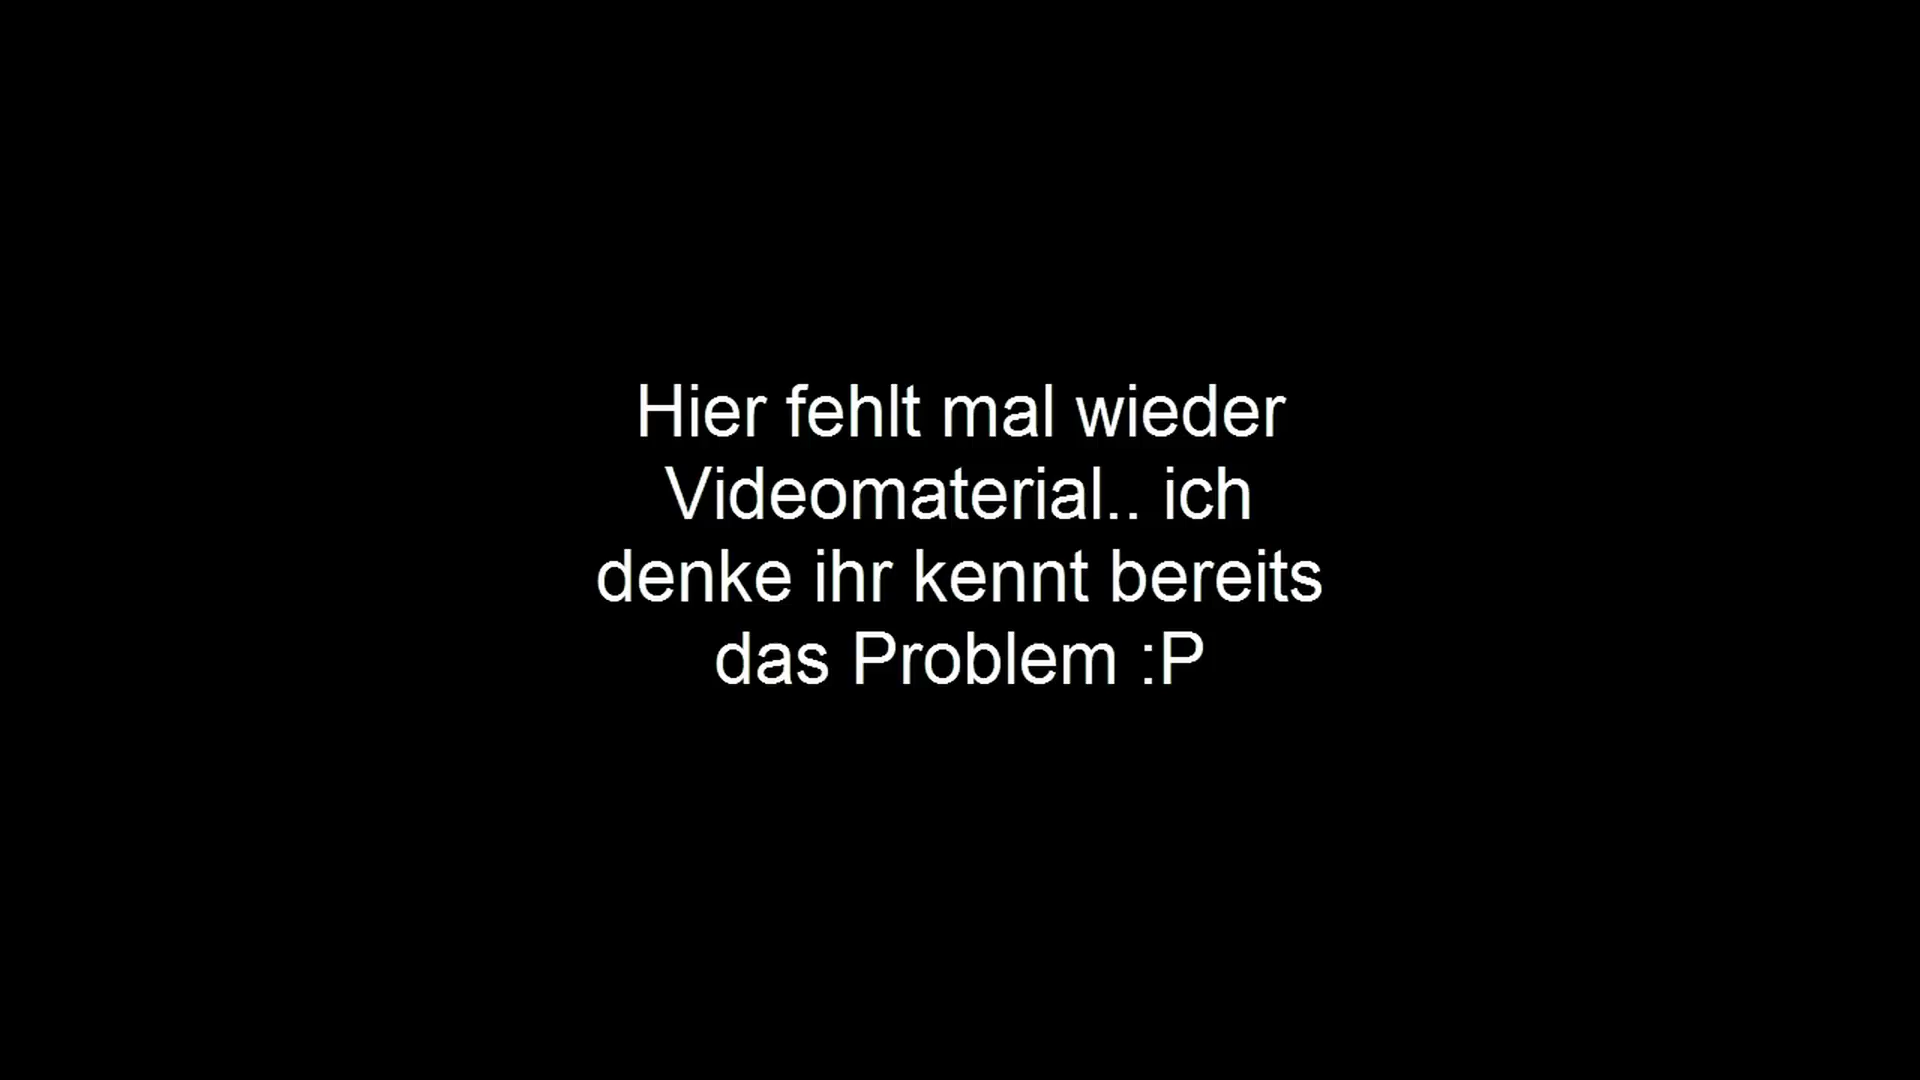 Hier fehlt mal wieder
Videomaterial.. ich
denke ihr kennt bereits
das Problem :P